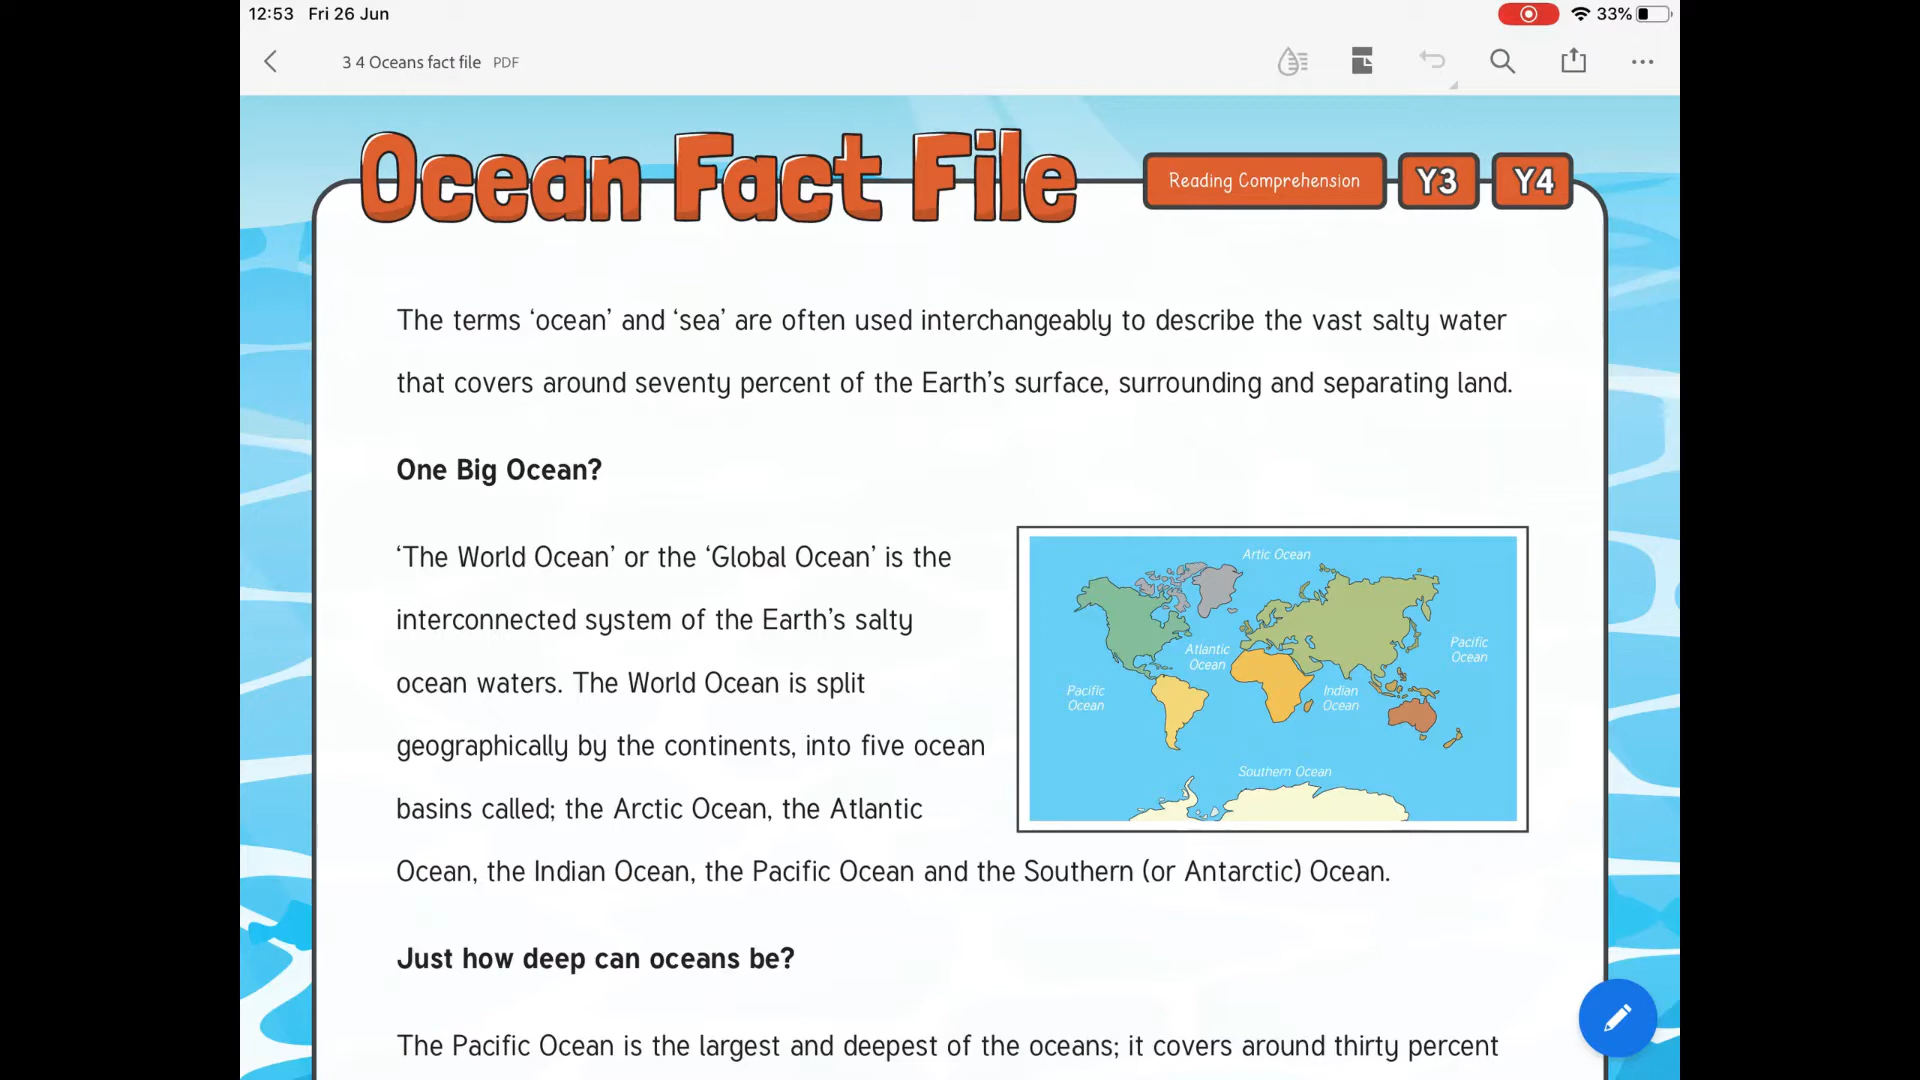 12:53 Fri 26 Jun
33%
3 4 Oceans fact file PDF
Ocean Fact File
Reading Comprehension Y3 Y4
The terms ‘ocean’ and ‘sea’ are often used interchangeably to describe the vast salty water
that covers around seventy percent of the Earth’s surface, surrounding and separating land.
One Big Ocean?
‘The World Ocean’ or the ‘Global Ocean’ is the
interconnected system of the Earth’s salty
ocean waters. The World Ocean is split
geographically by the continents, into five ocean
basins called; the Arctic Ocean, the Atlantic
Ocean, the Indian Ocean, the Pacific Ocean and the Southern (or Antarctic) Ocean.
Artic Ocean
Atlantic
Ocean
Pacific
Ocean
Pacific
Ocean
Indian
Ocean
Southern Ocean
Just how deep can oceans be?
The Pacific Ocean is the largest and deepest of the oceans; it covers around thirty percent